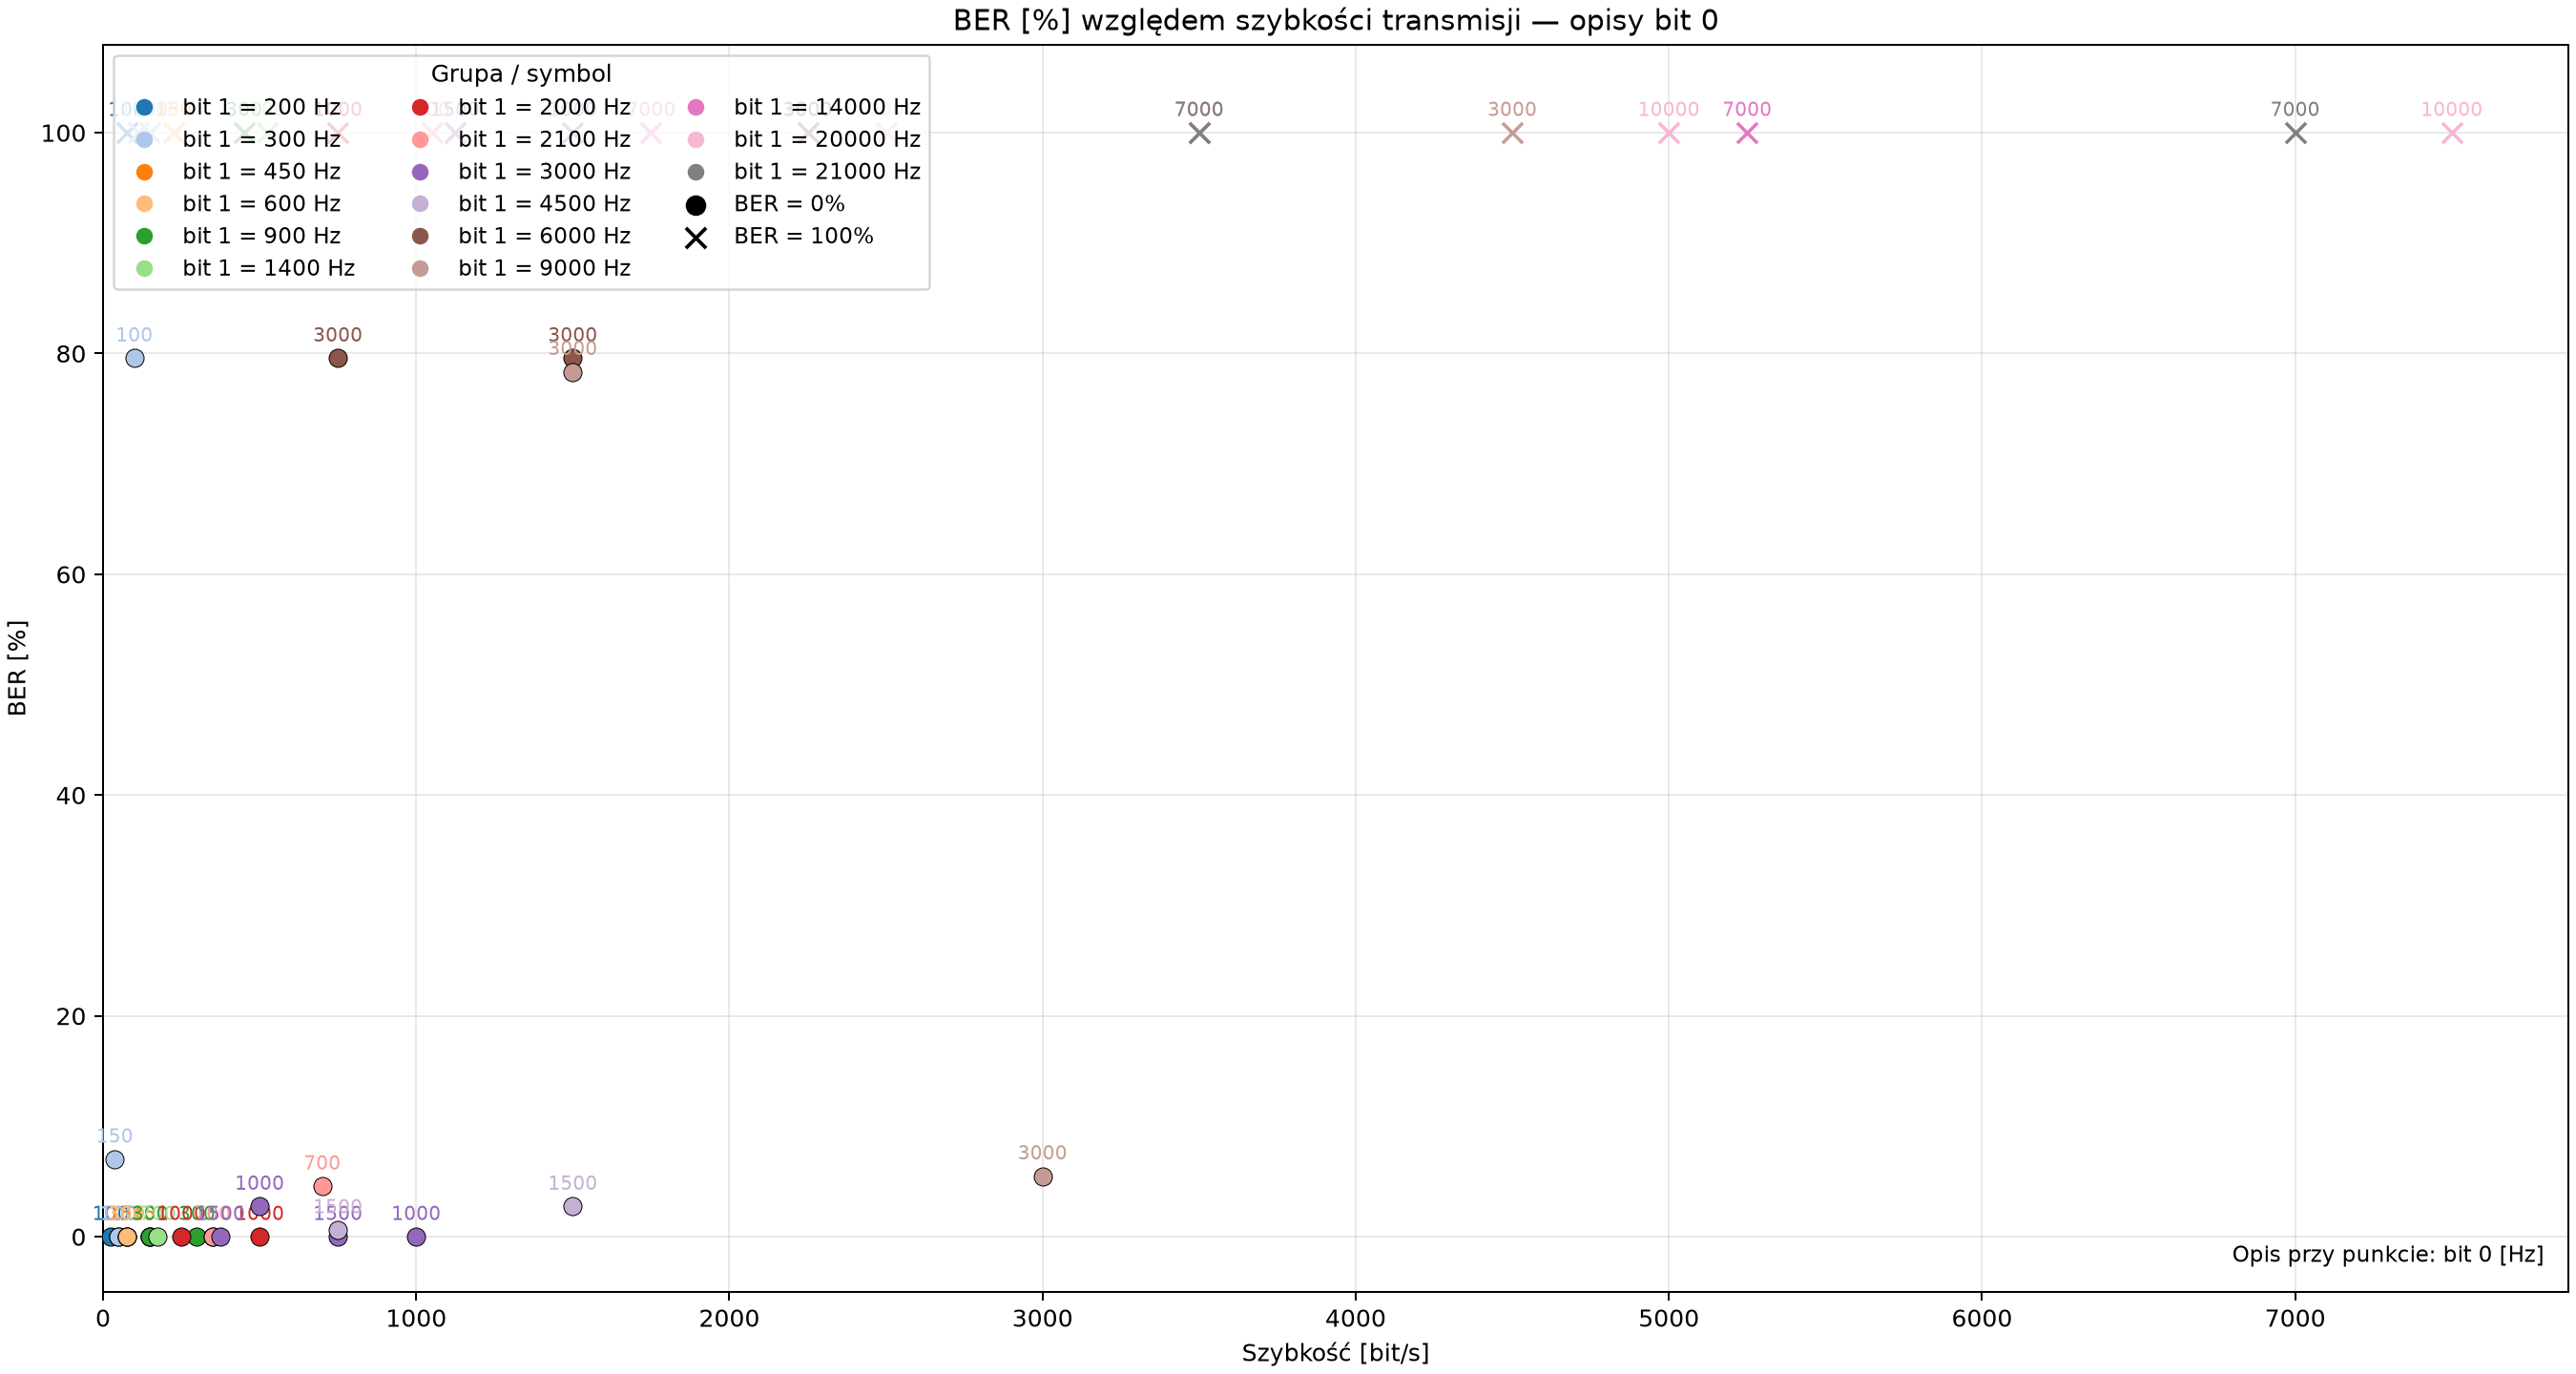 BER [%] względem szybkości transmisji — opisy bit 0
Grupa / symbol
bit 1 = 200 Hz
bit 1 = 300 Hz
bit 1 = 450 Hz
bit 1 = 600 Hz
bit 1 = 900 Hz
bit 1 = 1400 Hz
bit 1 = 2000 Hz
bit 1 = 2100 Hz
bit 1 = 3000 Hz
bit 1 = 4500 Hz
bit 1 = 6000 Hz
bit 1 = 9000 Hz
bit 1 = 14000 Hz
bit 1 = 20000 Hz
bit 1 = 21000 Hz
BER = 0%
BER = 100%
7000
3000
10000
7000
7000
10000
100
3000
3000
3000
150
700
1000
1500
1500
3000
1000
1500
1000
100
80
60
40
20
0
BER [%]
Opis przy punkcie: bit 0 [Hz]
0 1000 2000 3000 4000 5000 6000 7000
Szybkość [bit/s]